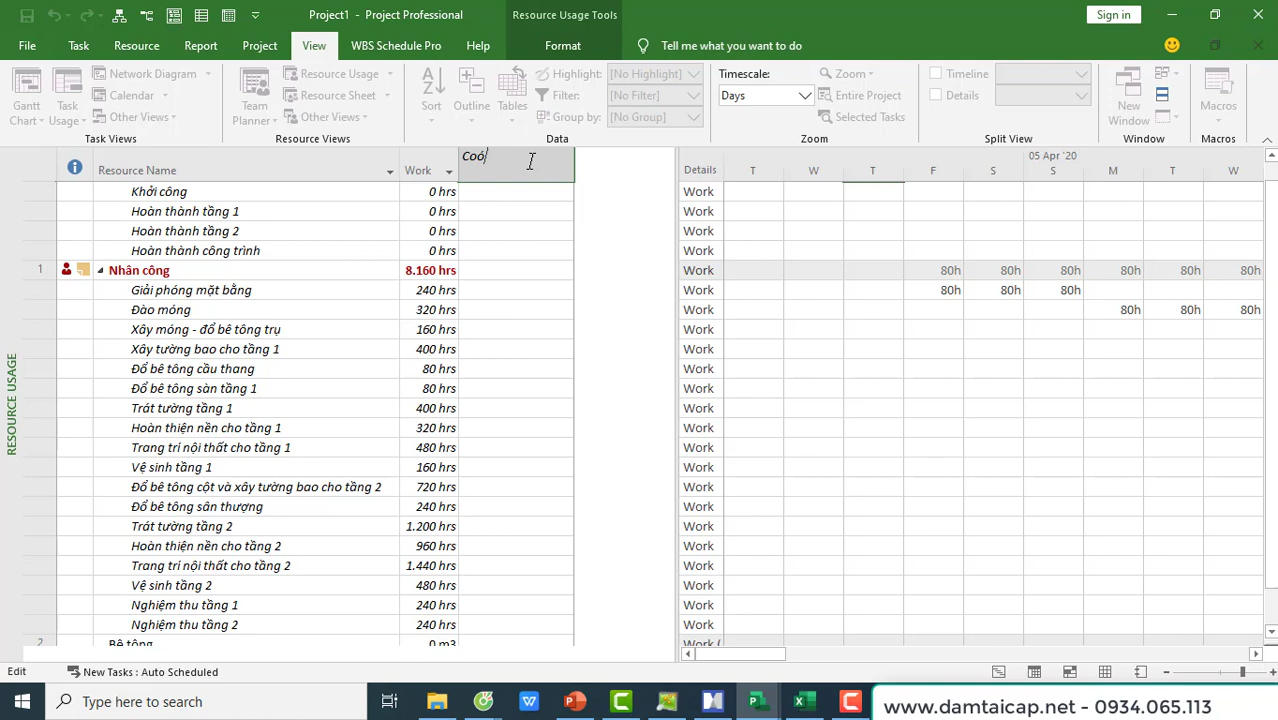 Project1 - Project Professional
Resource Usage Tools
Sign in
File Task Resource Report Project View WBS Schedule Pro Help Format Tell me what you want to do
Gantt Chart
Task Usage
Network Diagram
Calendar
Other Views
Task Views
Team Planner
Resource Usage
Resource Sheet
Other Views
Resource Views
Sort
Outline
Tables
Highlight: [No Highlight]
Filter: [No Filter]
Group by: [No Group]
Data
Timescale:
Days
Zoom
Entire Project
Selected Tasks
Zoom
Timeline
Details
Split View
New Window
Window
Macros
Macros
Coó
05 Apr '20
Resource Name Work Details T W T F S S M T W
Khởi công 0 hrs Work
Hoàn thành tầng 1 0 hrs Work
Hoàn thành tầng 2 0 hrs Work
Hoàn thành công trình 0 hrs Work
1 Nhân công 8.160 hrs Work 80h 80h 80h 80h 80h 80h
Giải phóng mặt bằng 240 hrs Work 80h 80h 80h
Đào móng 320 hrs Work 80h 80h 80h
Xây móng - đổ bê tông trụ 160 hrs Work
Xây tường bao cho tầng 1 400 hrs Work
Đổ bê tông cầu thang 80 hrs Work
Đổ bê tông sàn tầng 1 80 hrs Work
Trát tường tầng 1 400 hrs Work
Hoàn thiện nền cho tầng 1 320 hrs Work
Trang trí nội thất cho tầng 1 480 hrs Work
Vệ sinh tầng 1 160 hrs Work
Đổ bê tông cột và xây tường bao cho tầng 2 720 hrs Work
Đổ bê tông sân thượng 240 hrs Work
Trát tường tầng 2 1.200 hrs Work
Hoàn thiện nền cho tầng 2 960 hrs Work
Trang trí nội thất cho tầng 2 1.440 hrs Work
Vệ sinh tầng 2 480 hrs Work
Nghiệm thu tầng 1 240 hrs Work
Nghiệm thu tầng 2 240 hrs Work
2 Bê tông 0 m3 Work (
RESOURCE USAGE
Edit New Tasks : Auto Scheduled
Type here to search
www.damtaicap.net - 0934.065.113